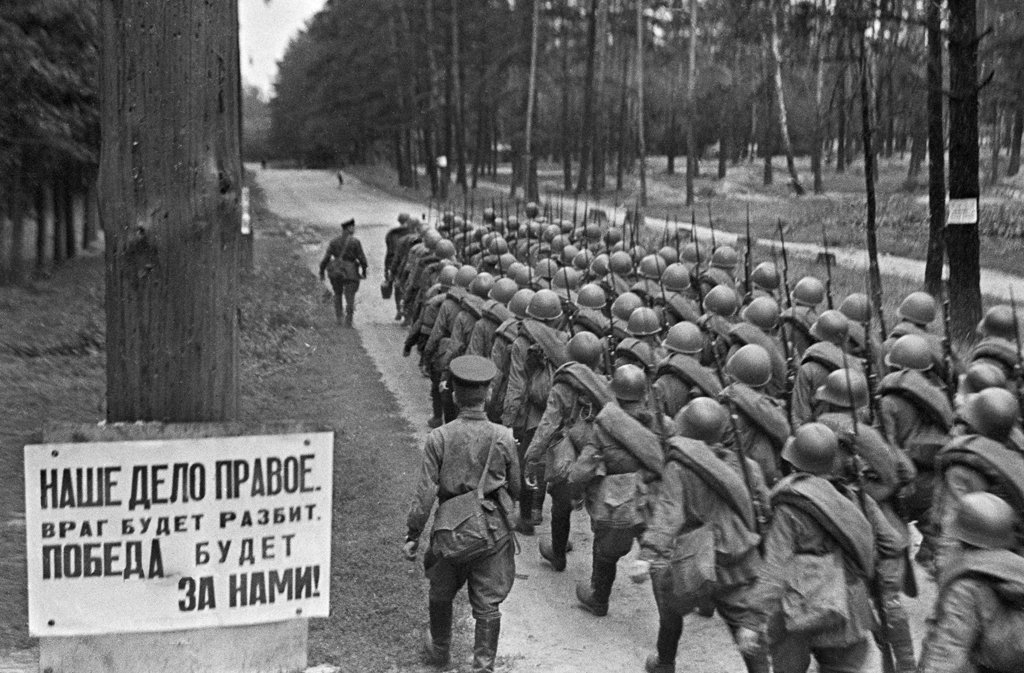 НАШЕ ДЕЛО ПРАВОЕ.
ВРАГ БУДЕТ РАЗБИТ.
ПОБЕДА БУДЕТ
ЗА НАМИ!